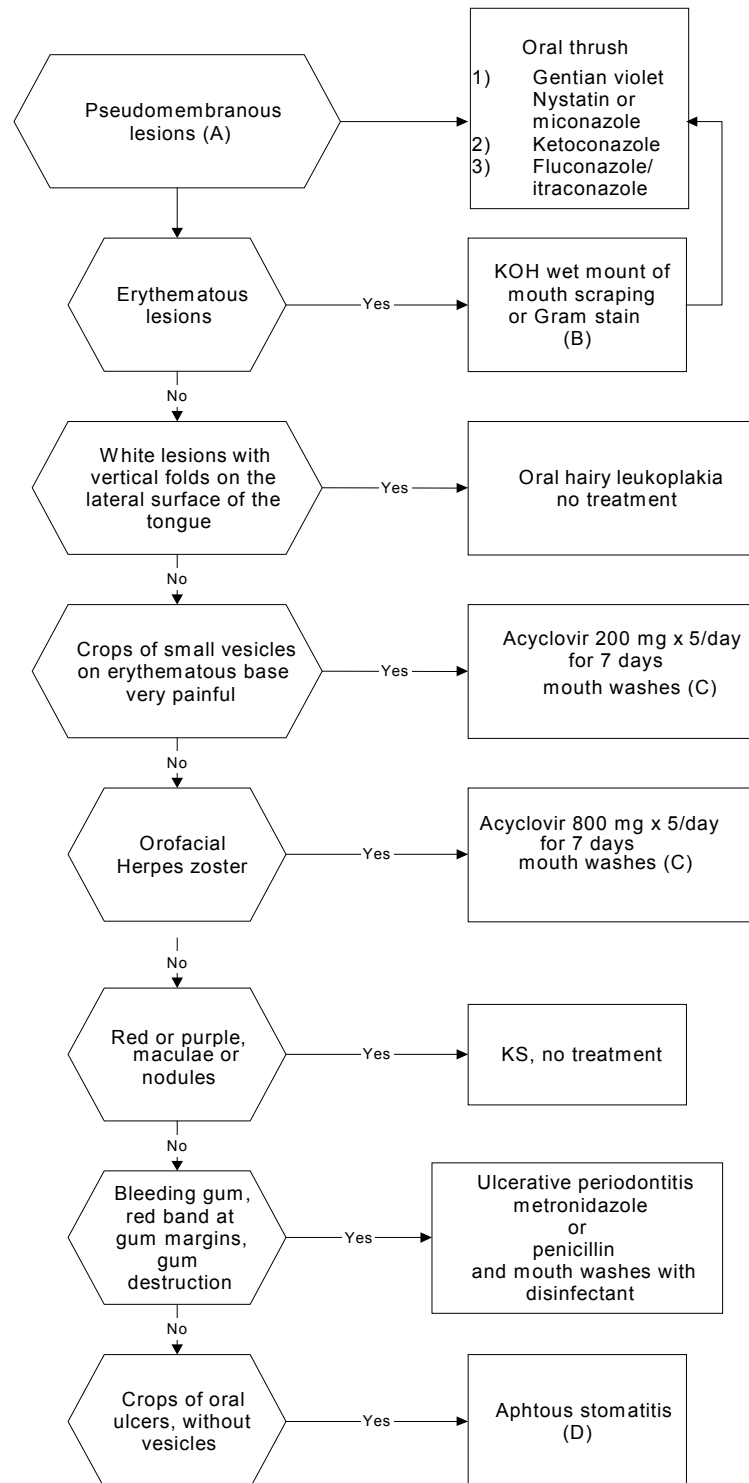 Pseudomembranous
lesions (A)
Oral thrush
1) Gentian violet
Nystatin or
miconazole
2) Ketoconazole
3) Fluconazole/
itraconazole
Erythematous
lesions
Yes
KOH wet mount of
mouth scraping
or Gram stain
(B)
No
White lesions with
vertical folds on the
lateral surface of the
tongue
Yes
Oral hairy leukoplakia
no treatment
No
Crops of small vesicles
on erythematous base
very painful
Yes
Acyclovir 200 mg x 5/day
for 7 days
mouth washes (C)
No
Orofacial
Herpes zoster
Yes
Acyclovir 800 mg x 5/day
for 7 days
mouth washes (C)
No
Red or purple,
maculae or
nodules
Yes
KS, no treatment
No
Bleeding gum,
red band at
gum margins,
gum
destruction
Yes
Ulcerative periodontitis
metronidazole
or
penicillin
and mouth washes with
disinfectant
No
Crops of oral
ulcers, without
vesicles
Yes
Aphtous stomatitis
(D)